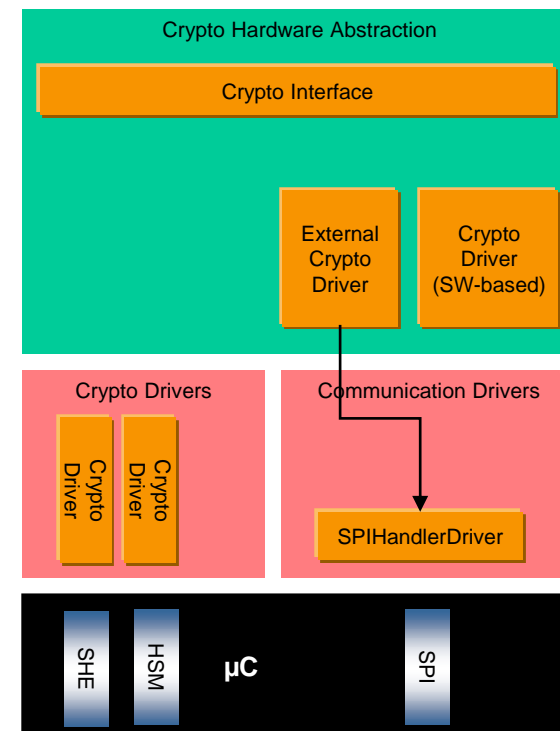 Crypto Hardware Abstraction
Crypto Interface
External
Crypto
Driver
Crypto
Driver
(SW-based)
Crypto Drivers
Communication Drivers
Crypto
Driver
Crypto
Driver
SPIHandlerDriver
SHE
HSM
µC
SPI